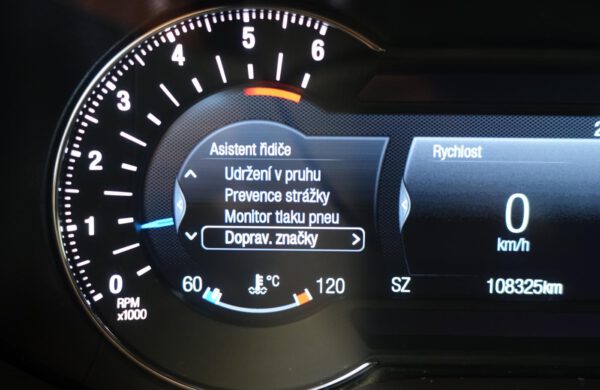 6
5
4
3
2
1
0
RPM
x1000
Asistent řidiče
Udržení v pruhu
Prevence strážky
Monitor tlaku pneu
Doprav. značky
60 °C 120
2
Rychlost
0
km/h
SZ 108325km